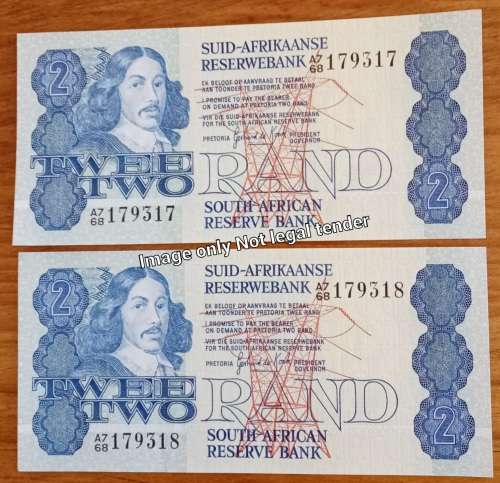 2
SUID-AFRIKAANSE
RESERWEBANK A7/68 179317
EK BELOOF OP AANVRAAG TE BETAAL
AAN TOONDER TE PRETORIA TWEE RAND
I PROMISE TO PAY THE BEARER
ON DEMAND AT PRETORIA TWO RAND
VIR DIE SUID-AFRIKAANSE RESERWEBANK
FOR THE SOUTH AFRICAN RESERVE BANK
PRETORIA PRESIDENT
GOVERNOR
TWEE
TWO
RAND
2
A7/68 179317
SOUTH AFRICAN
RESERVE BANK
Image only Not legal tender
2
SUID-AFRIKAANSE
RESERWEBANK A7/68 179318
EK BELOOF OP AANVRAAG TE BETAAL
AAN TOONDER TE PRETORIA TWEE RAND
I PROMISE TO PAY THE BEARER
ON DEMAND AT PRETORIA TWO RAND
VIR DIE SUID-AFRIKAANSE RESERWEBANK
FOR THE SOUTH AFRICAN RESERVE BANK
PRETORIA PRESIDENT
GOVERNOR
TWEE
TWO
RAND
2
A7/68 179318
SOUTH AFRICAN
RESERVE BANK